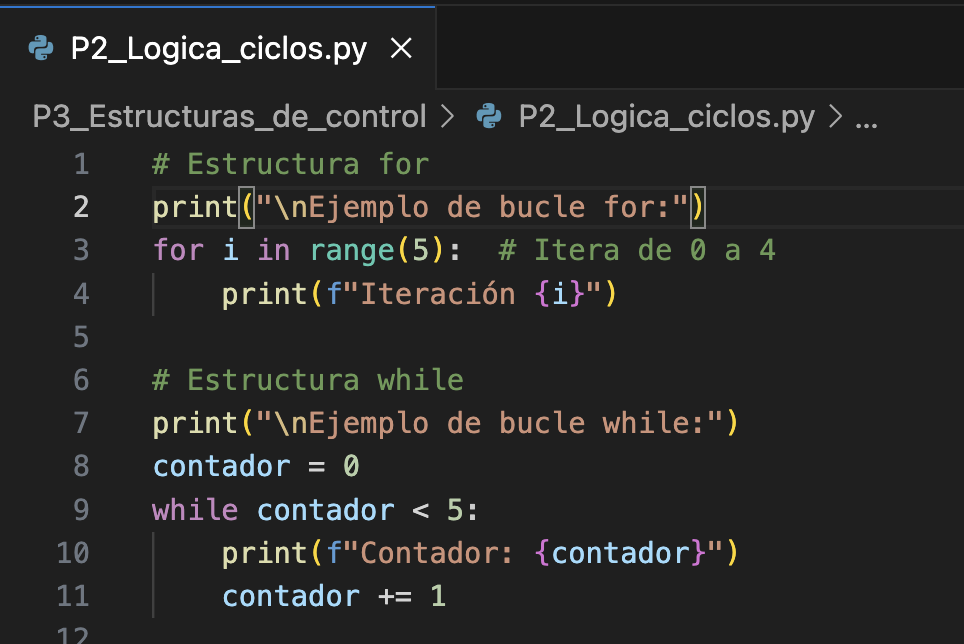 P2_Logica_ciclos.py
P3_Estructuras_de_control > P2_Logica_ciclos.py > ...
1 # Estructura for
2 print("\nEjemplo de bucle for:")
3 for i in range(5):  # Itera de 0 a 4
4     print(f"Iteración {i}")
5
6 # Estructura while
7 print("\nEjemplo de bucle while:")
8 contador = 0
9 while contador < 5:
10     print(f"Contador: {contador}")
11     contador += 1
12